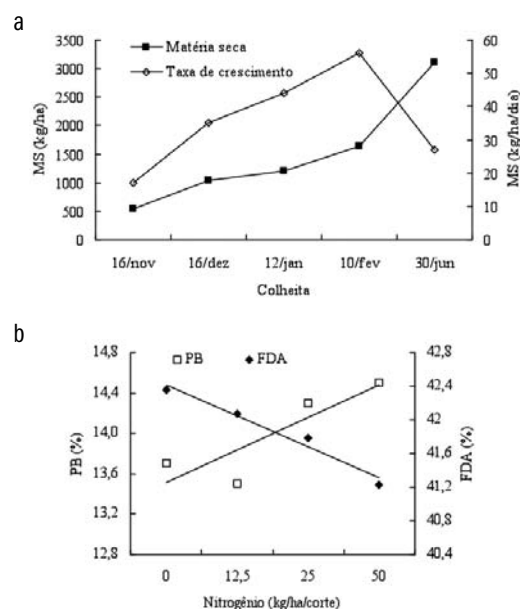 a
Matéria seca
Taxa de crescimento
MS (kg/ha)
3500
3000
2500
2000
1500
1000
500
0
MS (kg/ha/dia)
60
50
40
30
20
10
0
16/nov 16/dez 12/jan 10/fev 30/jun
Colheita
b
PB FDA
PB (%)
14,8
14,4
14,0
13,6
13,2
12,8
FDA (%)
42,8
42,4
42
41,6
41,2
40,8
40,4
0 12,5 25 50
Nitrogénio (kg/ha/corte)